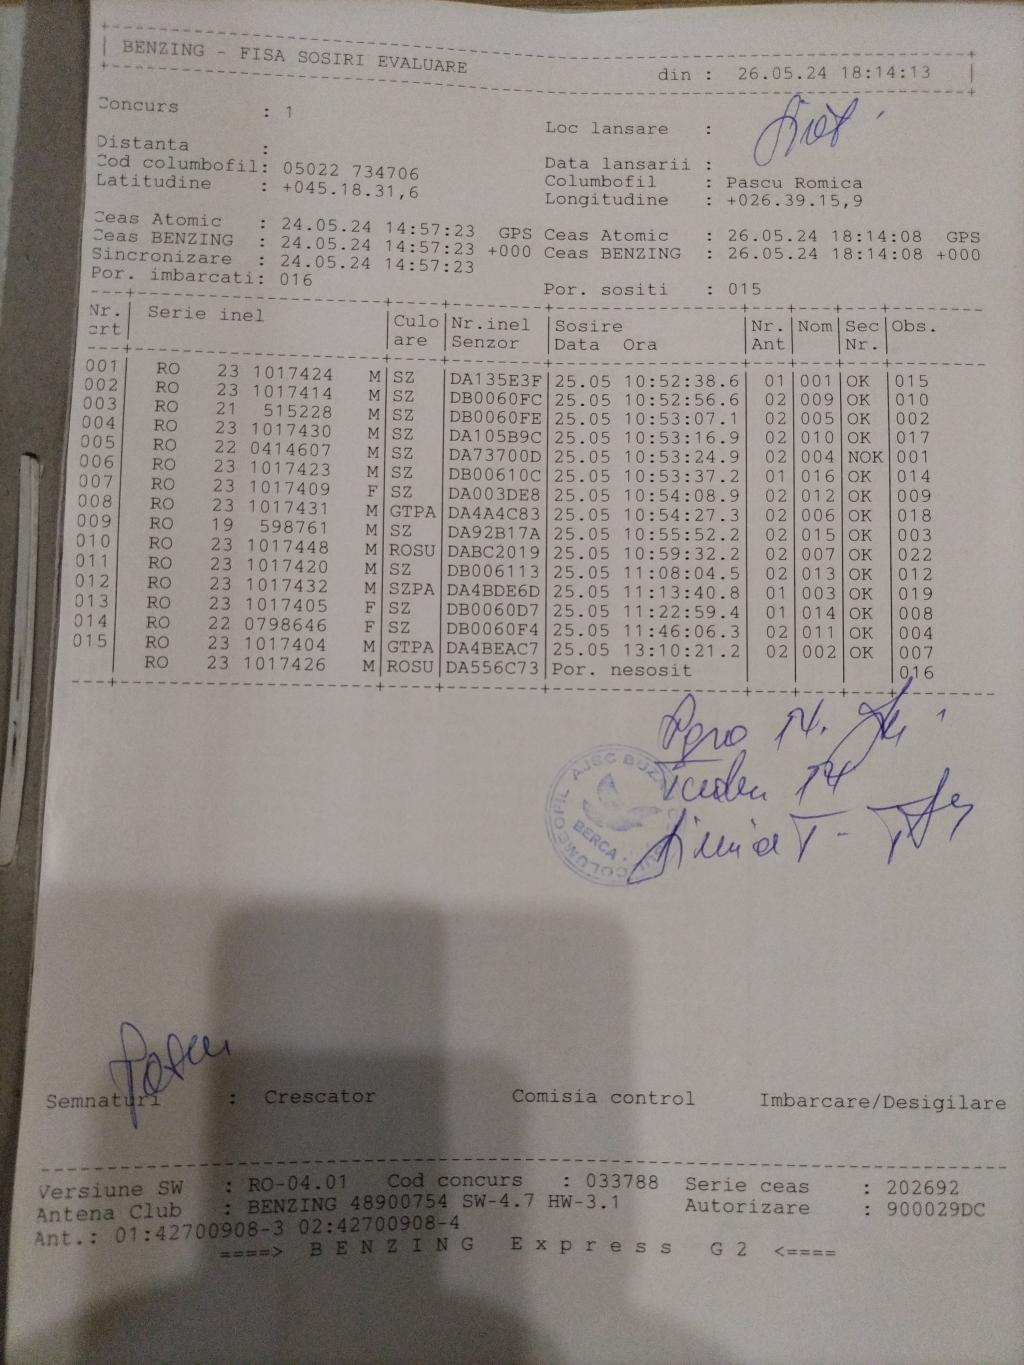 BENZING - FISA SOSIRI EVALUARE din : 26.05.24 18:14:13
Concurs : 1 Loc lansare :
Distanta : Data lansarii :
Cod columbofil: 05022 734706 Columbofil : Pascu Romica
Latitudine : +045.18.31,6 Longitudine : +026.39.15,9
Ceas Atomic : 24.05.24 14:57:23 GPS Ceas Atomic : 26.05.24 18:14:08 GPS
Ceas BENZING : 24.05.24 14:57:23 +000 Ceas BENZING : 26.05.24 18:14:08 +000
Sincronizare : 24.05.24 14:57:23
Por. imbarcati: 016 Por. sositi : 015
Nr. Serie inel Culo Nr.inel Sosire Nr. Nom Sec Obs.
crt are Senzor Data Ora Ant Nr.
001 RO 23 1017424 M SZ DA135E3F 25.05 10:52:38.6 01 001 OK 015
002 RO 23 1017414 M SZ DB0060FC 25.05 10:52:56.6 02 009 OK 010
003 RO 21 515228 M SZ DB0060FE 25.05 10:53:07.1 02 005 OK 002
004 RO 23 1017430 M SZ DA105B9C 25.05 10:53:16.9 02 010 OK 017
005 RO 22 0414607 M SZ DA73700D 25.05 10:53:24.9 02 004 NOK 001
006 RO 23 1017423 M SZ DB00610C 25.05 10:53:37.2 01 016 OK 014
007 RO 23 1017409 F SZ DA003DE8 25.05 10:54:08.9 02 012 OK 009
008 RO 23 1017431 M GTPA DA4A4C83 25.05 10:54:27.3 02 006 OK 018
009 RO 19 598761 M SZ DA92B17A 25.05 10:55:52.2 02 015 OK 003
010 RO 23 1017448 M ROSU DABC2019 25.05 10:59:32.2 02 007 OK 022
011 RO 23 1017420 M SZ DB006113 25.05 11:08:04.5 02 013 OK 012
012 RO 23 1017432 M SZPA DA4BDE6D 25.05 11:13:40.8 01 003 OK 019
013 RO 23 1017405 F SZ DB0060D7 25.05 11:22:59.4 01 014 OK 008
014 RO 22 0798646 F SZ DB0060F4 25.05 11:46:06.3 02 011 OK 004
015 RO 23 1017404 M GTPA DA4BEAC7 25.05 13:10:21.2 02 002 OK 007
RO 23 1017426 M ROSU DA556C73 Por. nesosit 016
BERCA
Semnaturi : Crescator Comisia control Imbarcare/Desigilare
Versiune SW : RO-04.01 Cod concurs : 033788 Serie ceas : 202692
Antena Club : BENZING 48900754 SW-4.7 HW-3.1 Autorizare : 900029DC
Ant.: 01:42700908-3 02:42700908-4
====> B E N Z I N G E x p r e s s G 2 <====